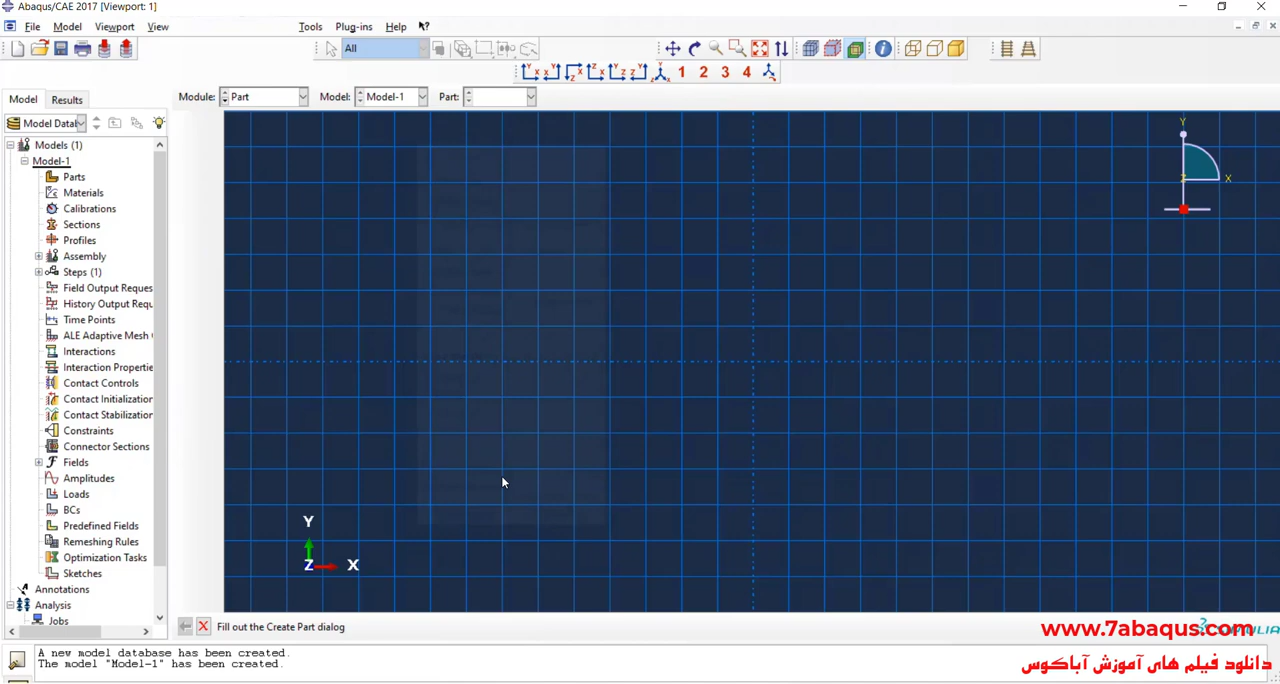 Abaqus/CAE 2017 [Viewport: 1]
File Model Viewport View Tools Plug-ins Help
All
1 2 3 4
Model Results
Module: Part Model: Model-1 Part:
Model Datal
Models (1)
Model-1
Parts
Materials
Calibrations
Sections
Profiles
Assembly
Steps (1)
Field Output Reques
History Output Requ
Time Points
ALE Adaptive Mesh
Interactions
Interaction Propertie
Contact Controls
Contact Initialization
Contact Stabilization
Constraints
Connector Sections
Fields
Amplitudes
Loads
BCs
Predefined Fields
Remeshing Rules
Optimization Tasks
Sketches
Annotations
Analysis
Jobs
Y
X
Z
Y
Z X
Fill out the Create Part dialog
www.7abaqus.com
دانلود فیلم های آموزش آباکوس
A new model database has been created.
The model "Model-1" has been created.